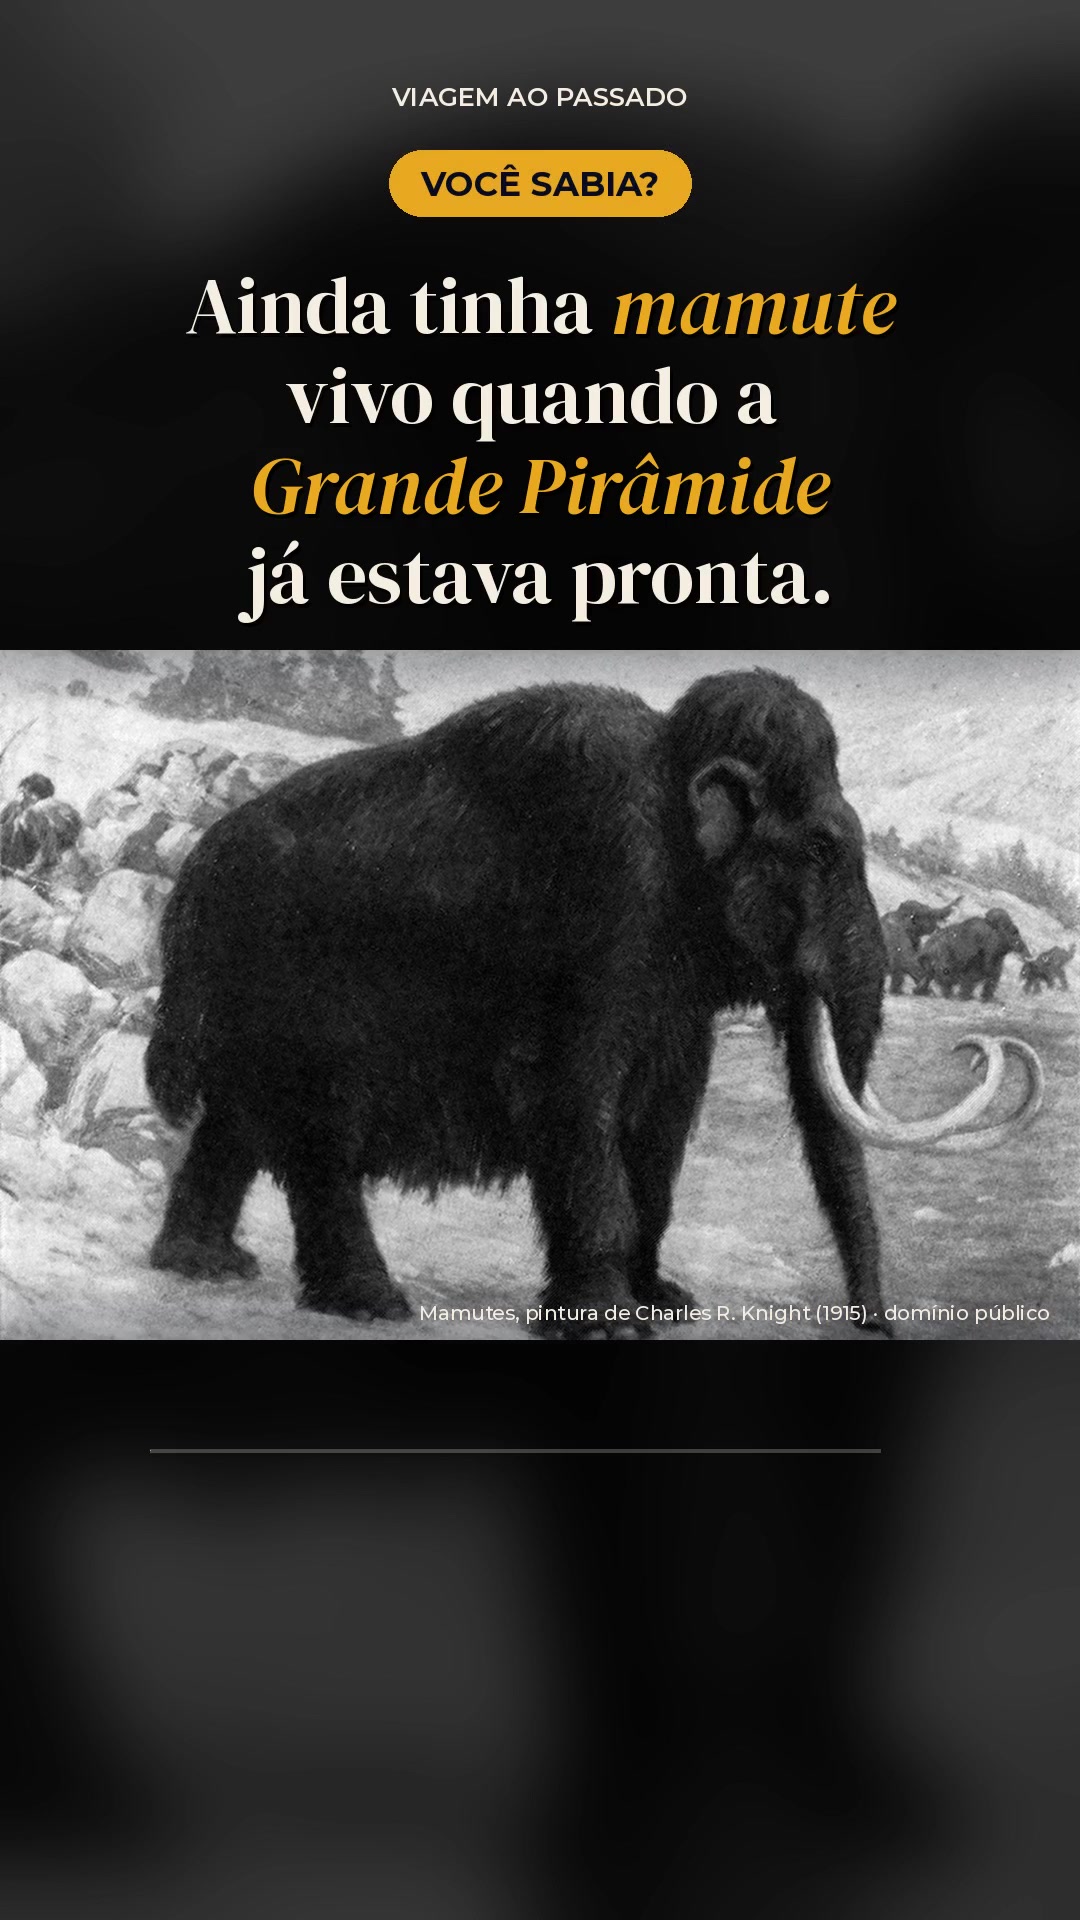 VIAGEM AO PASSADO
VOCÊ SABIA?
Ainda tinha mamute
vivo quando a
Grande Pirâmide
já estava pronta.
Mamutes, pintura de Charles R. Knight (1915) · domínio público